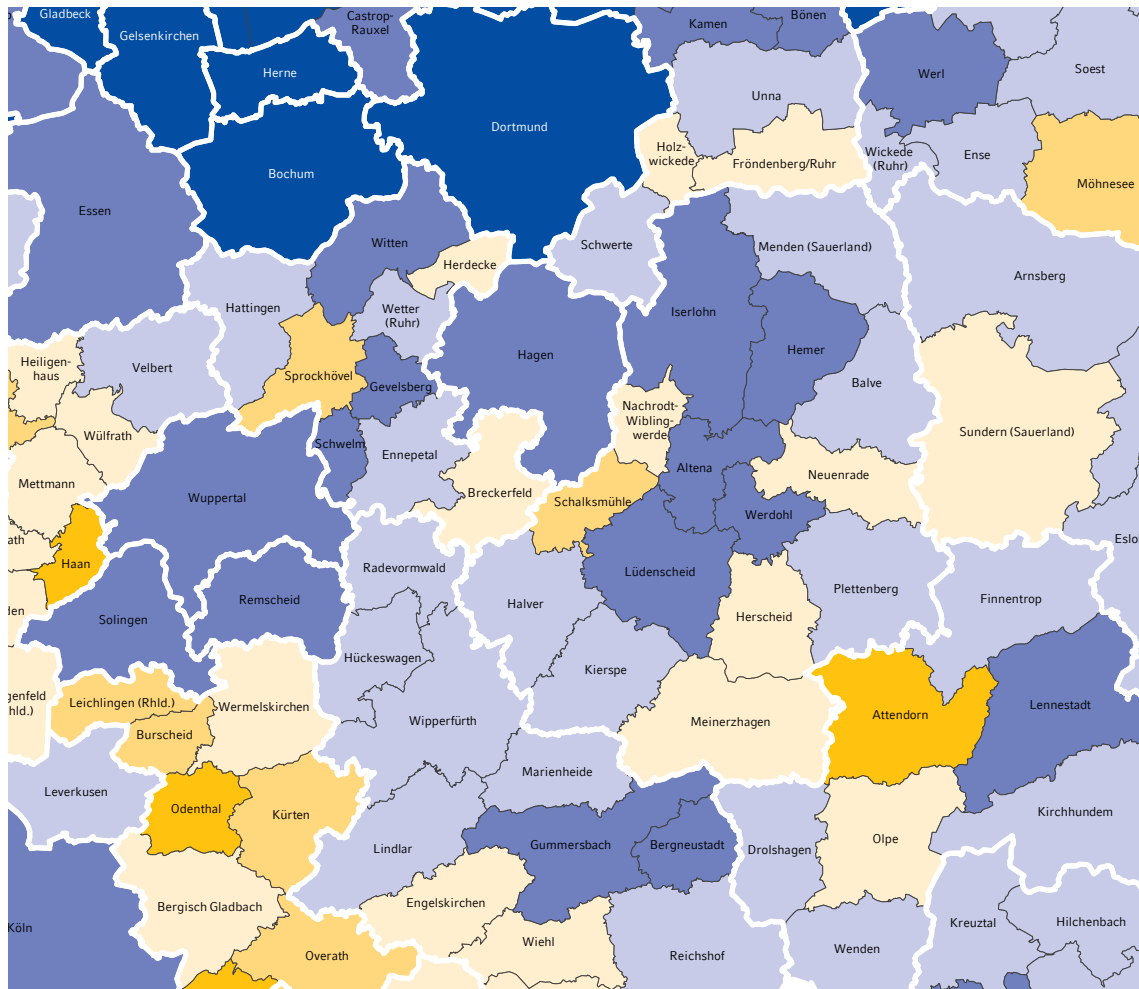 Gladbeck
Gelsenkirchen
Castrop-
Rauxel
Kamen
Bönen
Herne
Werl
Soest
Unna
Dortmund
Holz-
wickede
Fröndenberg/Ruhr
Wickede
(Ruhr)
Ense
Bochum
Möhnesee
Essen
Witten
Schwerte
Menden (Sauerland)
Herdecke
Arnsberg
Hattingen
Wetter
(Ruhr)
Iserlohn
Hagen
Hemer
Heiligen-
haus
Velbert
Sprockhövel
Gevelsberg
Balve
Nachrodt-
Wibling-
werde
Wülfrath
Schwelm
Ennepetal
Sundern (Sauerland)
Altena
Neuenrade
Mettmann
Wuppertal
Breckerfeld
Schalksmühle
Werdohl
ath
Eslo
Haan
Radevormwald
Lüdenscheid
Plettenberg
Finnentrop
Remscheid
Halver
den
Solingen
Herscheid
Hückeswagen
Kierspe
genfeld
hld.)
Leichlingen (Rhld.)
Wermelskirchen
Lennestadt
Attendorn
Wipperfürth
Meinerzhagen
Burscheid
Marienheide
Leverkusen
Odenthal
Kürten
Kirchhundem
Olpe
Gummersbach
Bergneustadt
Lindlar
Drolshagen
Engelskirchen
Bergisch Gladbach
Kreuztal
Hilchenbach
Köln
Wiehl
Wenden
Overath
Reichshof